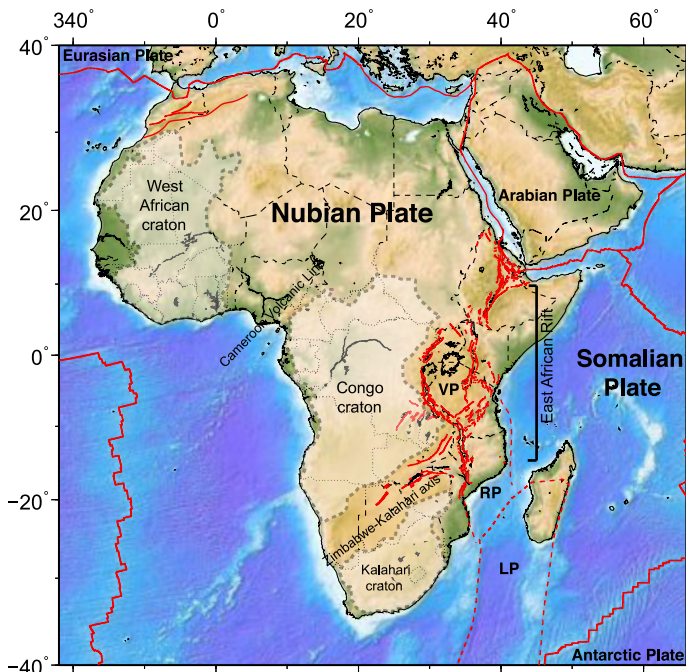 340° 0° 20° 40° 60°
40°
Eurasian Plate
West
African
craton
Nubian Plate
Arabian Plate
20°
Cameroon Volcanic Line
East African Rift
0°
Somalian
Plate
Congo
craton
VP
−20°
RP
Zimbabwe-Kalahari axis
LP
Kalahari
craton
−40°
Antarctic Plate